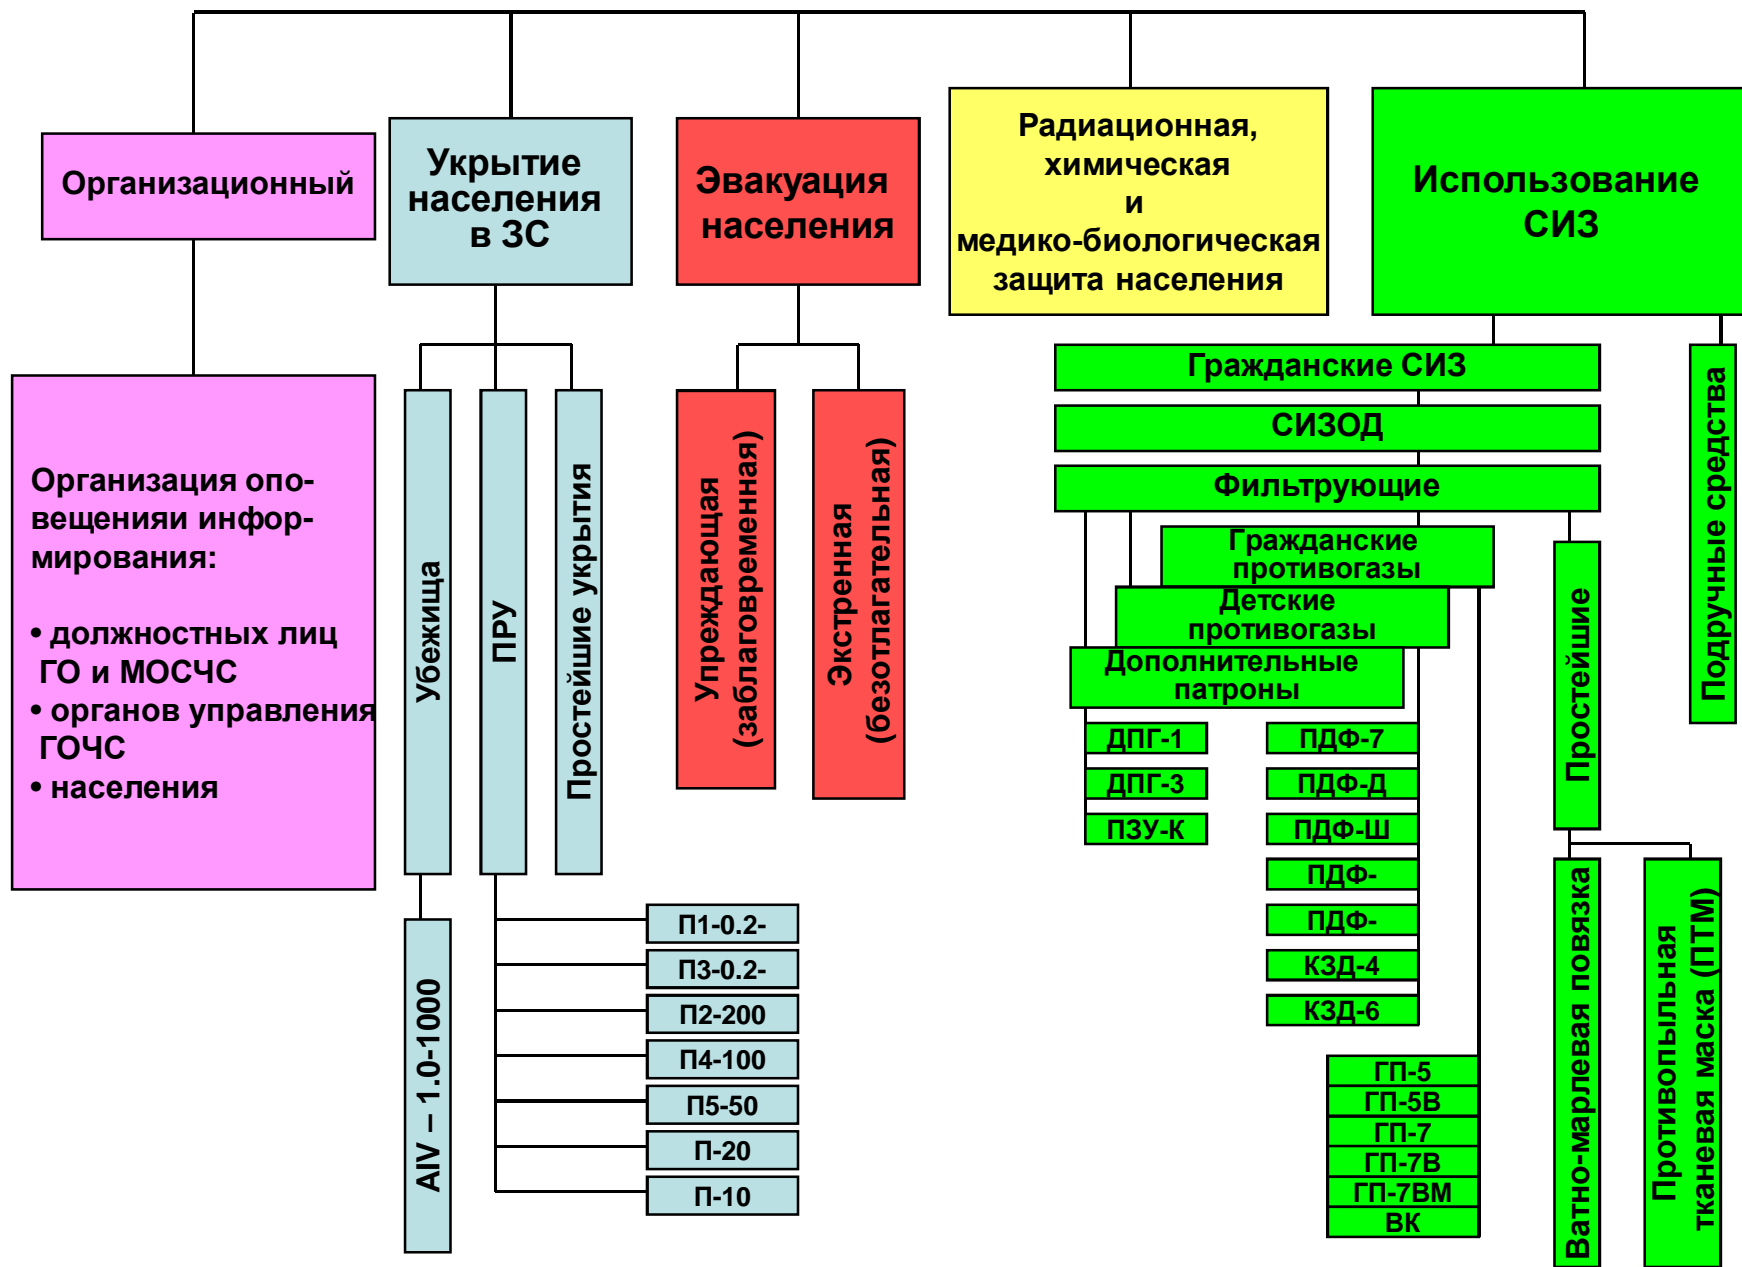 Организационный
Укрытие
населения
в ЗС
Эвакуация
населения
Радиационная,
химическая
и
медико-биологическая
защита населения
Использование
СИЗ
Организация опо-
вещенияи инфор-
мирования:
• должностных лиц
ГО и МОСЧС
• органов управления
ГОЧС
• населения
Убежища
ПРУ
Простейшие укрытия
AIV – 1.0-1000
П1-0.2-
П3-0.2-
П2-200
П4-100
П5-50
П-20
П-10
Упреждающая
(заблаговременная)
Экстренная
(безотлагательная)
Гражданские СИЗ
СИЗОД
Фильтрующие
Гражданские
противогазы
Детские
противогазы
Дополнительные
патроны
ДПГ-1
ДПГ-3
ПЗУ-К
ПДФ-7
ПДФ-Д
ПДФ-Ш
ПДФ-
ПДФ-
КЗД-4
КЗД-6
ГП-5
ГП-5В
ГП-7
ГП-7В
ГП-7ВМ
ВК
Простейшие
Ватно-марлевая повязка
Противопыльная
тканевая маска (ПТМ)
Подручные средства